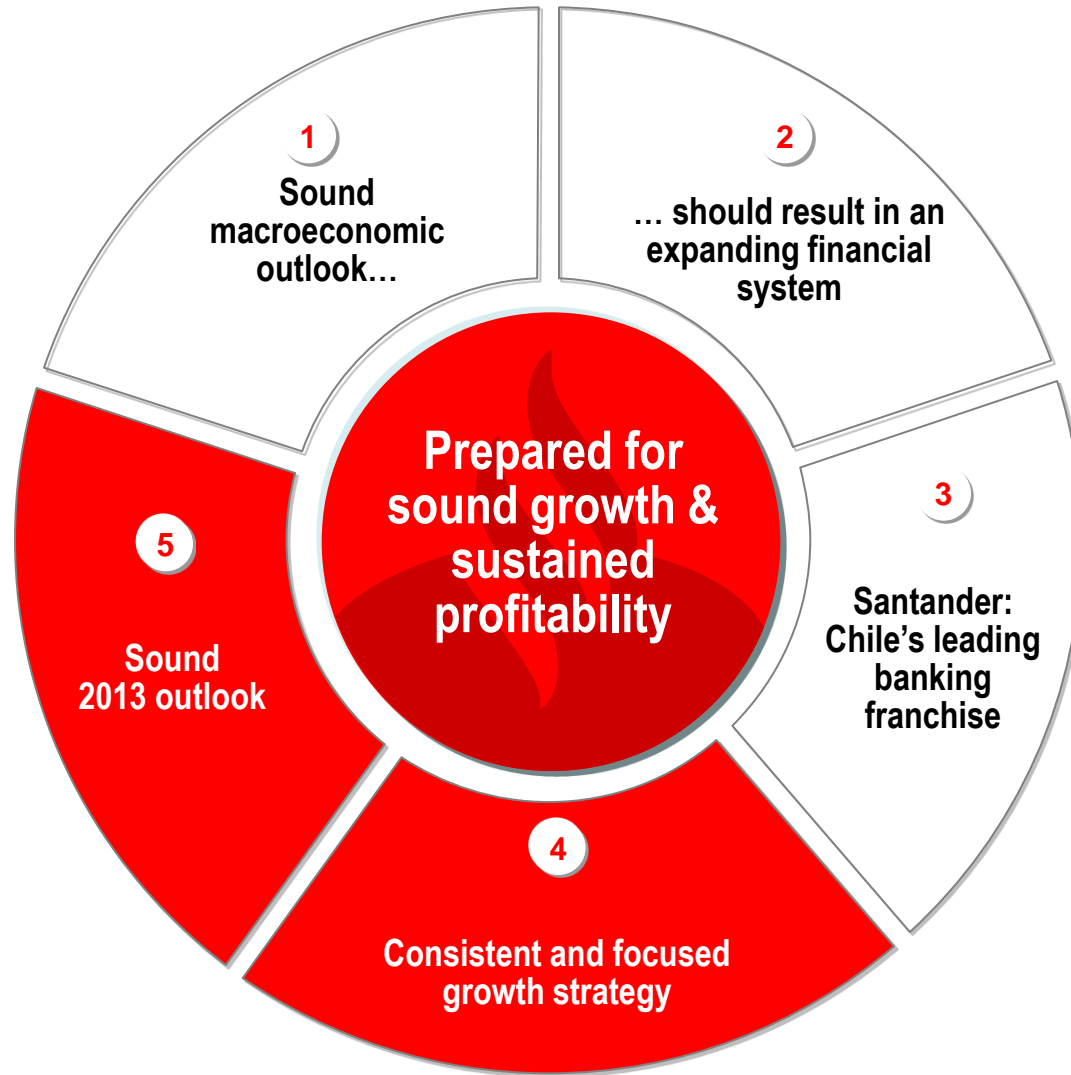 1
Sound
macroeconomic
outlook…
2
… should result in an
expanding financial
system
3
Santander:
Chile’s leading
banking
franchise
4
Consistent and focused
growth strategy
5
Sound
2013 outlook
Prepared for
sound growth &
sustained
profitability